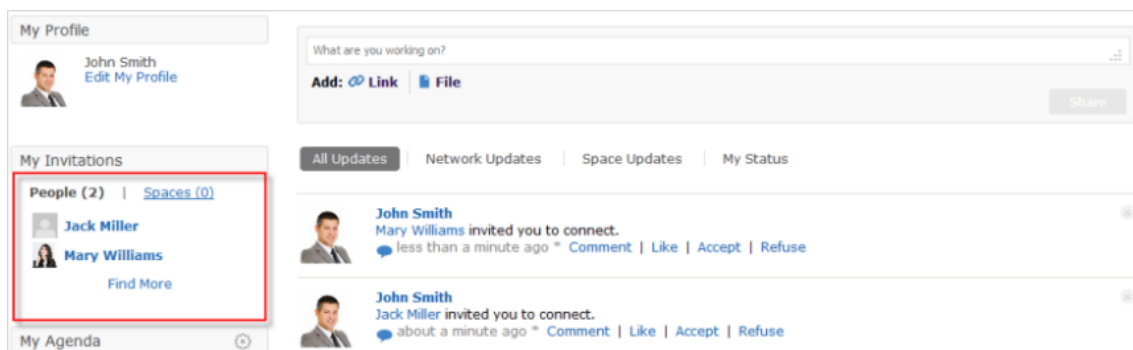 My Profile
John Smith
Edit My Profile
My Invitations
People (2) | Spaces (0)
Jack Miller
Mary Williams
Find More
My Agenda
What are you working on?
Add: Link | File
Share
All Updates | Network Updates | Space Updates | My Status
John Smith
Mary Williams invited you to connect.
less than a minute ago * Comment | Like | Accept | Refuse
John Smith
Jack Miller invited you to connect.
about a minute ago * Comment | Like | Accept | Refuse